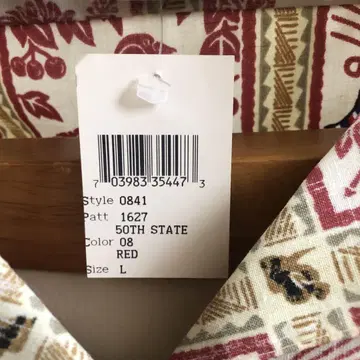 7 03983 35447 3
Style 0841
Patt 1627
50TH STATE
Color 08
RED
Size L